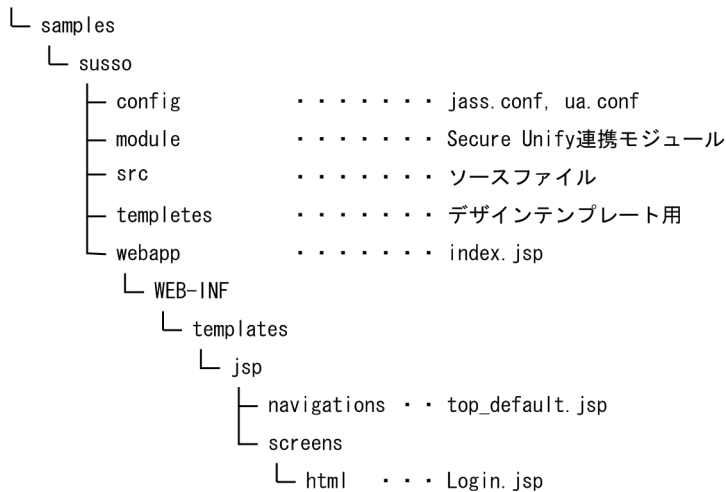 samples
susso
config ・・・・・・・ jass.conf, ua.conf
module ・・・・・・・ Secure Unify連携モジュール
src ・・・・・・・ ソースファイル
templetes ・・・・・・・ デザインテンプレート用
webapp ・・・・・・・ index.jsp
WEB-INF
templates
jsp
navigations ・・ top_default.jsp
screens
html ・・・ Login.jsp